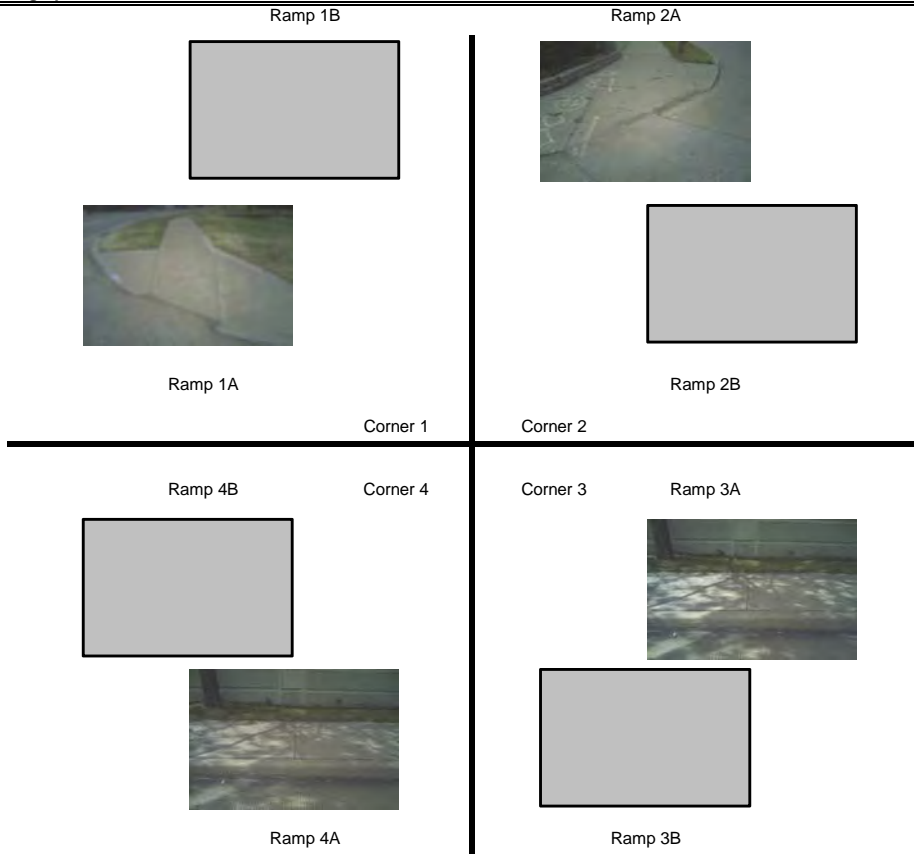 Ramp 1B
Ramp 2A
Ramp 1A
Ramp 2B
Corner 1
Corner 2
Ramp 4B
Corner 4
Corner 3
Ramp 3A
Ramp 4A
Ramp 3B